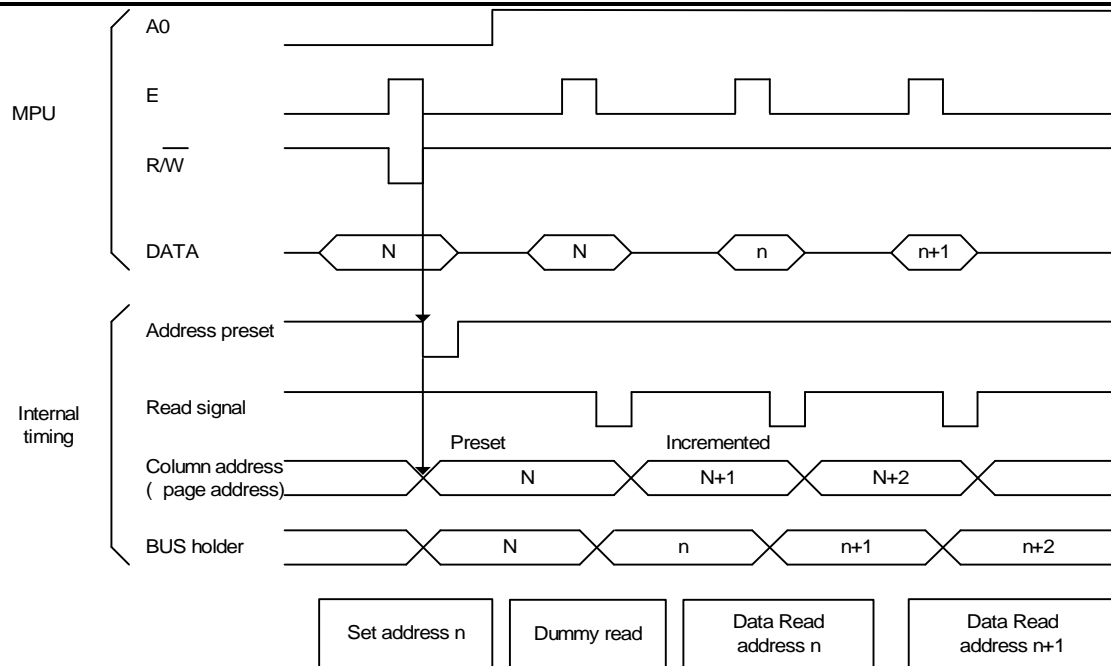 A0
E
MPU
R/W
DATA
N
N
n
n+1
Address preset
Read signal
Internal
timing
Preset
Incremented
Column address
( page address)
N
N+1
N+2
BUS holder
N
n
n+1
n+2
Set address n
Dummy read
Data Read
address n
Data Read
address n+1